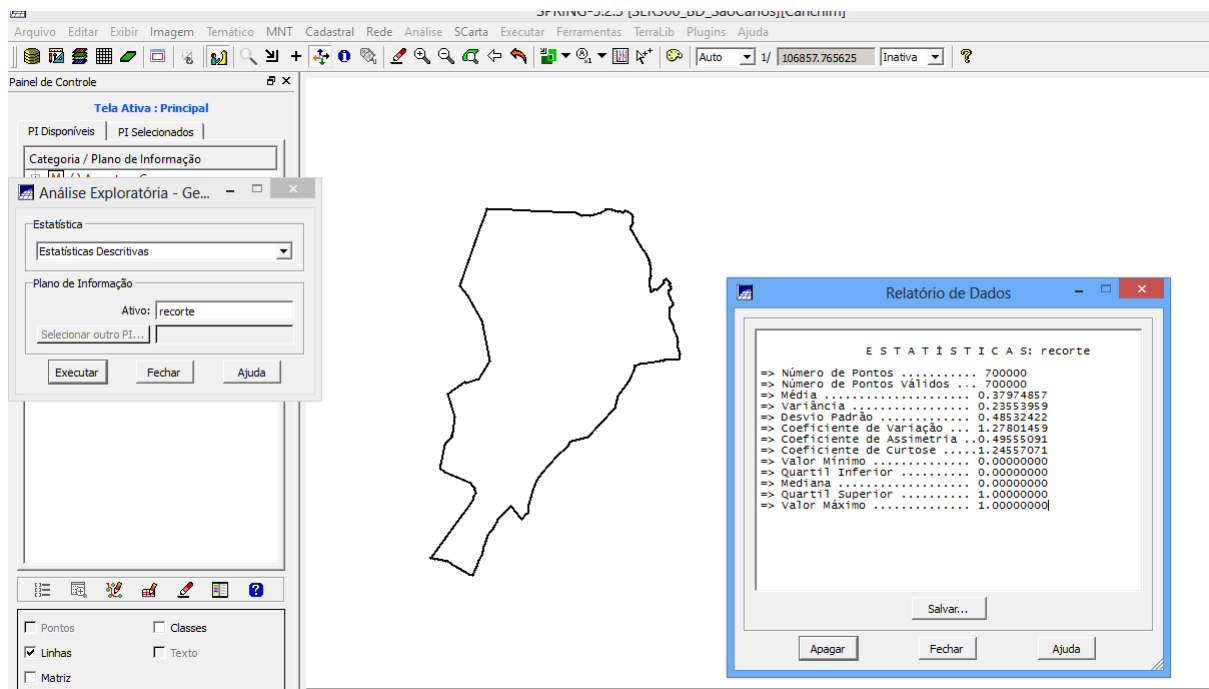 SPRING-5.2.3 [SER300_BD_SaoCarlos][Canchim]
Arquivo Editar Exibir Imagem Temático MNT Cadastral Rede Análise SCarta Executar Ferramentas TerraLib Plugins Ajuda
Auto 1/ 106857.765625 Inativa
Painel de Controle
Tela Ativa : Principal
PI Disponíveis PI Selecionados
Categoria / Plano de Informação
Análise Exploratória - Ge...
Estatística
Estatísticas Descritivas
Plano de Informação
Ativo: recorte
Selecionar outro PI...
Executar Fechar Ajuda
Pontos Classes
Linhas Texto
Matriz
Relatório de Dados
E S T A T Í S T I C A S: recorte
=> Número de Pontos ........... 700000
=> Número de Pontos Válidos ... 700000
=> Média ...................... 0.37974857
=> Variância .................. 0.23553959
=> Desvio Padrão .............. 0.48532422
=> Coeficiente de Variação ... 1.27801459
=> Coeficiente de Assimetria ..0.49555091
=> Coeficiente de Curtose .....1.24557071
=> Valor Mínimo ............... 0.00000000
=> Quartil Inferior .......... 0.00000000
=> Mediana .................... 0.00000000
=> Quartil Superior .......... 1.00000000
=> Valor Máximo .............. 1.00000000
Salvar...
Apagar Fechar Ajuda